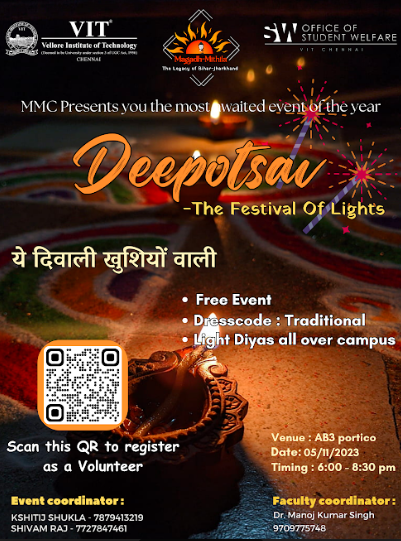 VIT®
Vellore Institute of Technology
(Deemed to be University under section 3 of UGC Act, 1956)
CHENNAI
Magadh-Mithila
The Legacy of Bihar-Jharkhand
SW OFFICE OF
STUDENT WELFARE
VIT CHENNAI
MMC Presents you the most awaited event of the year
Deepotsav
-The Festival Of Lights
ये दिवाली खुशियों वाली
• Free Event
• Dresscode : Traditional
• Light Diyas all over campus
Scan this QR to register
as a Volunteer
Venue : AB3 portico
Date: 05/11/2023
Timing : 6:00 - 8:30 pm
Event coordinator :
KSHITIJ SHUKLA - 7879413219
SHIVAM RAJ - 7727847461
Faculty coordinator :
Dr. Manoj Kumar Singh
9709775748